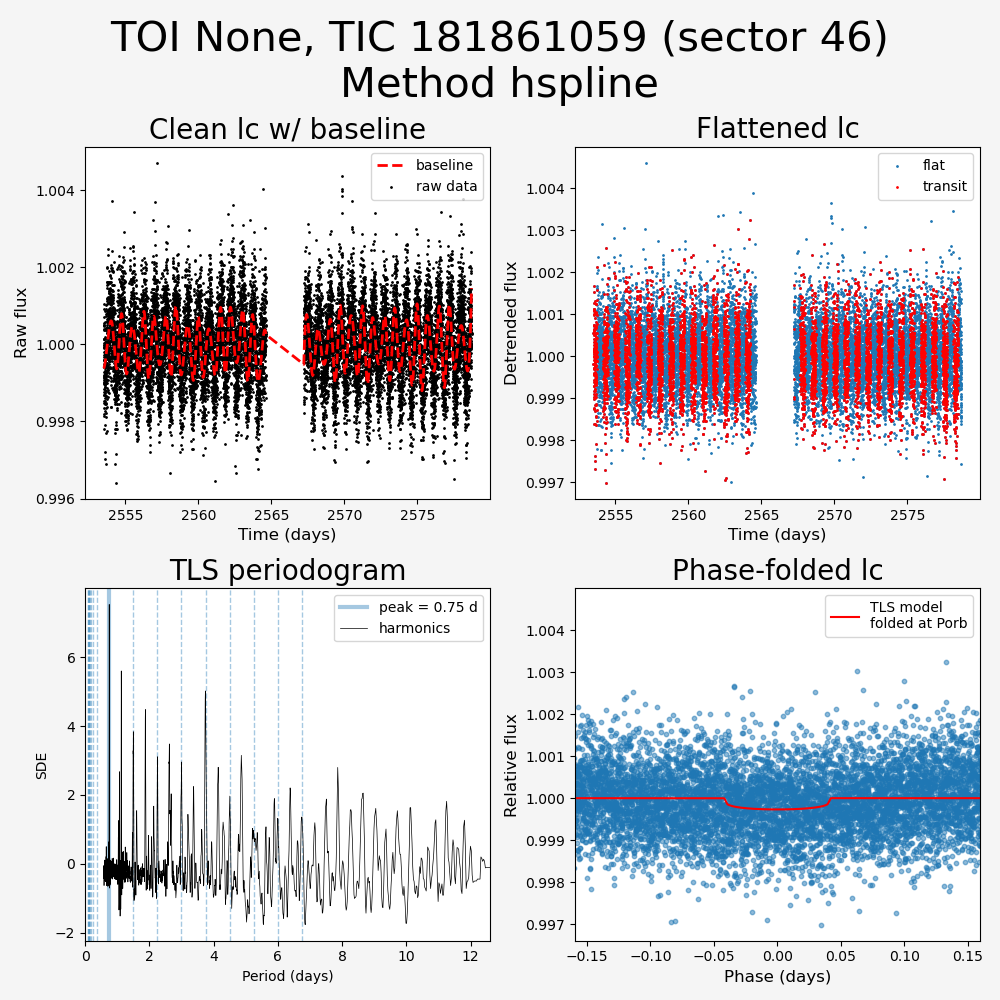 TOI None, TIC 181861059 (sector 46)
Method hspline
Clean lc w/ baseline
Raw flux
1.004
1.002
1.000
0.998
0.996
baseline
raw data
2555
2560
2565
2570
2575
Time (days)
Flattened lc
Detrended flux
1.004
1.003
1.002
1.001
1.000
0.999
0.998
0.997
flat
transit
2555
2560
2565
2570
2575
Time (days)
TLS periodogram
SDE
6
4
2
0
−2
peak = 0.75 d
harmonics
0
2
4
6
8
10
12
Period (days)
Phase-folded lc
Relative flux
1.004
1.003
1.002
1.001
1.000
0.999
0.998
0.997
TLS model
folded at Porb
−0.15
−0.10
−0.05
0.00
0.05
0.10
0.15
Phase (days)